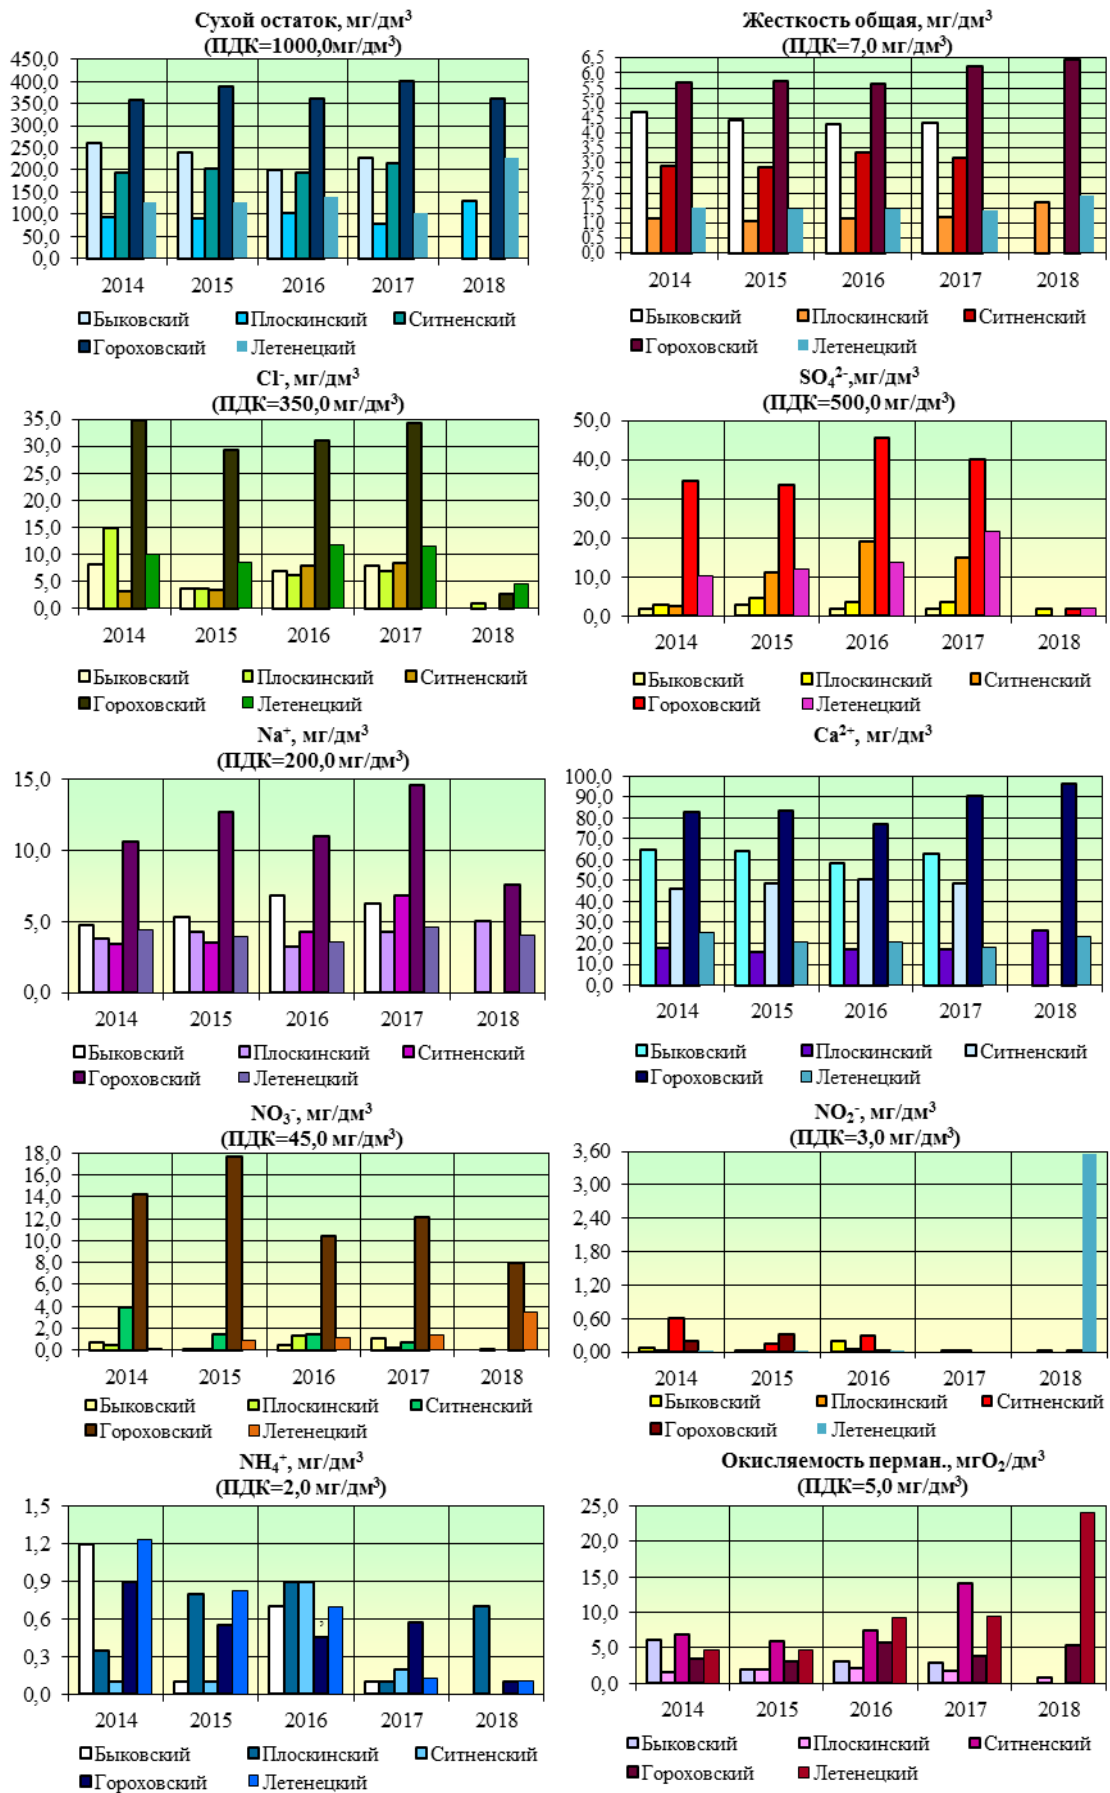 Сухой остаток, мг/дм³
(ПДК=1000,0мг/дм³)
450,0
400,0
350,0
300,0
250,0
200,0
150,0
100,0
50,0
0,0
2014 2015 2016 2017 2018
Быковский Плоскинский Ситненский
Гороховский Летенецкий
Жесткость общая, мг/дм³
(ПДК=7,0 мг/дм³)
6,5
6,0
5,5
5,0
4,5
4,0
3,5
3,0
2,5
2,0
1,5
1,0
0,5
0,0
2014 2015 2016 2017 2018
Быковский Плоскинский Ситненский
Гороховский Летенецкий
Cl⁻, мг/дм³
(ПДК=350,0 мг/дм³)
35,0
30,0
25,0
20,0
15,0
10,0
5,0
0,0
2014 2015 2016 2017 2018
Быковский Плоскинский Ситненский
Гороховский Летенецкий
SO₄²⁻,мг/дм³
(ПДК=500,0 мг/дм³)
50,0
40,0
30,0
20,0
10,0
0,0
2014 2015 2016 2017 2018
Быковский Плоскинский Ситненский
Гороховский Летенецкий
Na⁺, мг/дм³
(ПДК=200,0 мг/дм³)
15,0
10,0
5,0
0,0
2014 2015 2016 2017 2018
Быковский Плоскинский Ситненский
Гороховский Летенецкий
Ca²⁺, мг/дм³
100,0
90,0
80,0
70,0
60,0
50,0
40,0
30,0
20,0
10,0
0,0
2014 2015 2016 2017 2018
Быковский Плоскинский Ситненский
Гороховский Летенецкий
NO₃⁻, мг/дм³
(ПДК=45,0 мг/дм³)
18,0
16,0
14,0
12,0
10,0
8,0
6,0
4,0
2,0
0,0
2014 2015 2016 2017 2018
Быковский Плоскинский Ситненский
Гороховский Летенецкий
NO₂⁻, мг/дм³
(ПДК=3,0 мг/дм³)
3,60
3,00
2,40
1,80
1,20
0,60
0,00
2014 2015 2016 2017 2018
Быковский Плоскинский Ситненский
Гороховский Летенецкий
NH₄⁺, мг/дм³
(ПДК=2,0 мг/дм³)
1,5
1,2
0,9
0,6
0,3
0,0
2014 2015 2016 2017 2018
Быковский Плоскинский Ситненский
Гороховский Летенецкий
Окисляемость перман., мгО₂/дм³
(ПДК=5,0 мг/дм³)
25,0
20,0
15,0
10,0
5,0
0,0
2014 2015 2016 2017 2018
Быковский Плоскинский Ситненский
Гороховский Летенецкий